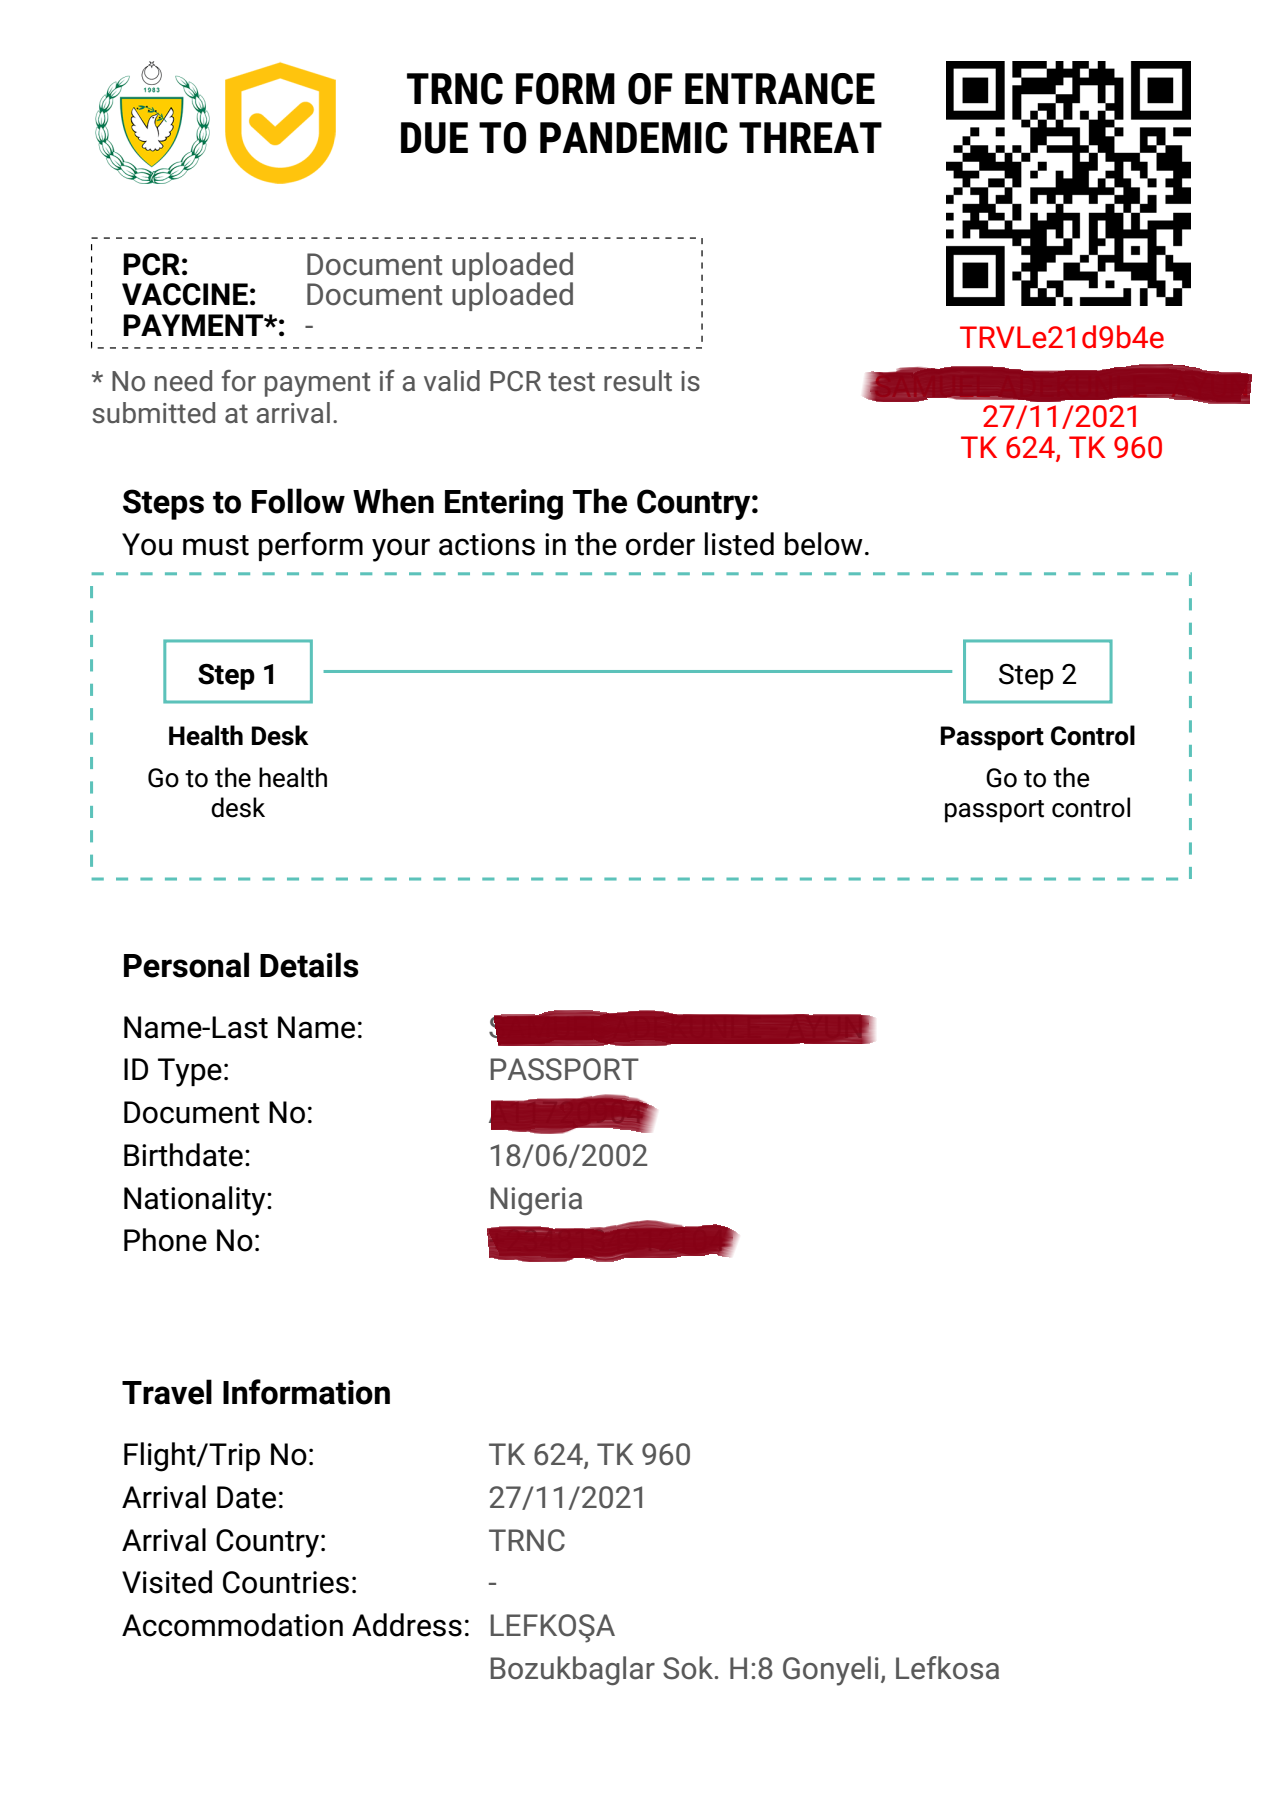 1983
TRNC FORM OF ENTRANCE
DUE TO PANDEMIC THREAT
PCR: Document uploaded
VACCINE: Document uploaded
PAYMENT*: -
* No need for payment if a valid PCR test result is
submitted at arrival.
TRVLe21d9b4e
27/11/2021
TK 624, TK 960
Steps to Follow When Entering The Country:
You must perform your actions in the order listed below.
Step 1
Health Desk
Go to the health
desk
Step 2
Passport Control
Go to the
passport control
Personal Details
Name-Last Name:
ID Type: PASSPORT
Document No:
Birthdate: 18/06/2002
Nationality: Nigeria
Phone No:
Travel Information
Flight/Trip No: TK 624, TK 960
Arrival Date: 27/11/2021
Arrival Country: TRNC
Visited Countries: -
Accommodation Address: LEFKOŞA
Bozukbaglar Sok. H:8 Gonyeli, Lefkosa